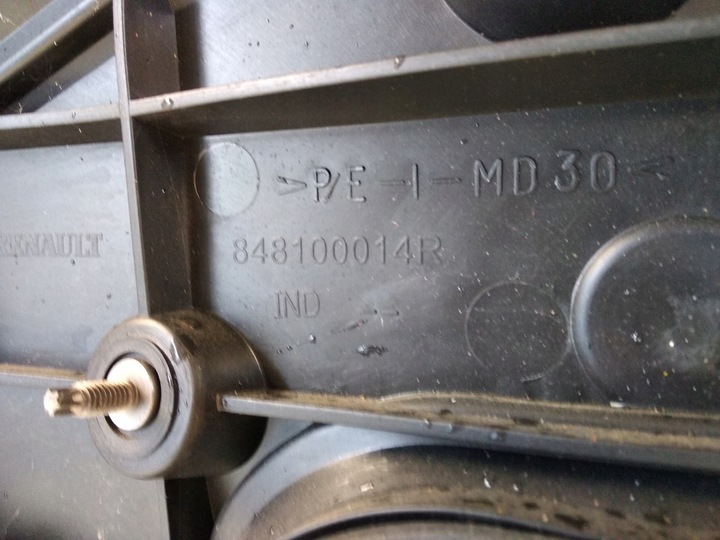 >P/E-I-MD30<
RENAULT
848100014R
IND